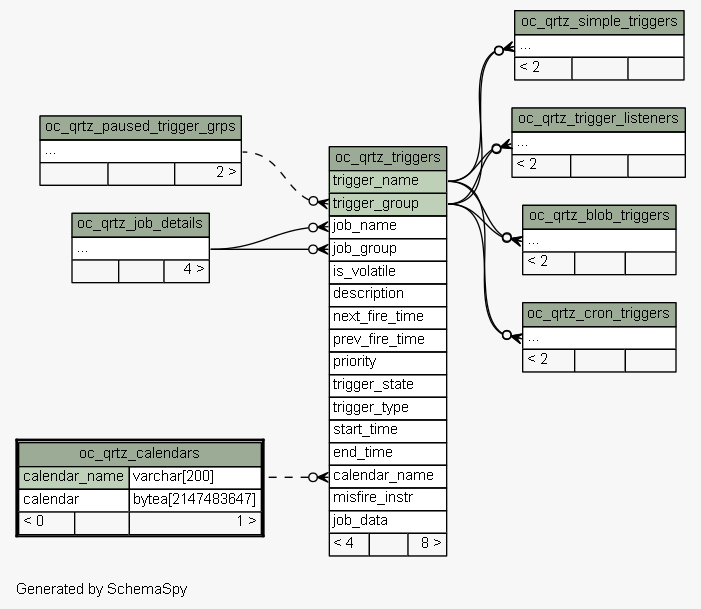 oc_qrtz_simple_triggers
...
< 2
oc_qrtz_paused_trigger_grps
...
2 >
oc_qrtz_trigger_listeners
...
< 2
oc_qrtz_job_details
...
4 >
oc_qrtz_triggers
trigger_name
trigger_group
job_name
job_group
is_volatile
description
next_fire_time
prev_fire_time
priority
trigger_state
trigger_type
start_time
end_time
calendar_name
misfire_instr
job_data
< 4 8 >
oc_qrtz_blob_triggers
...
< 2
oc_qrtz_cron_triggers
...
< 2
oc_qrtz_calendars
calendar_name varchar[200]
calendar bytea[2147483647]
< 0 1 >
Generated by SchemaSpy